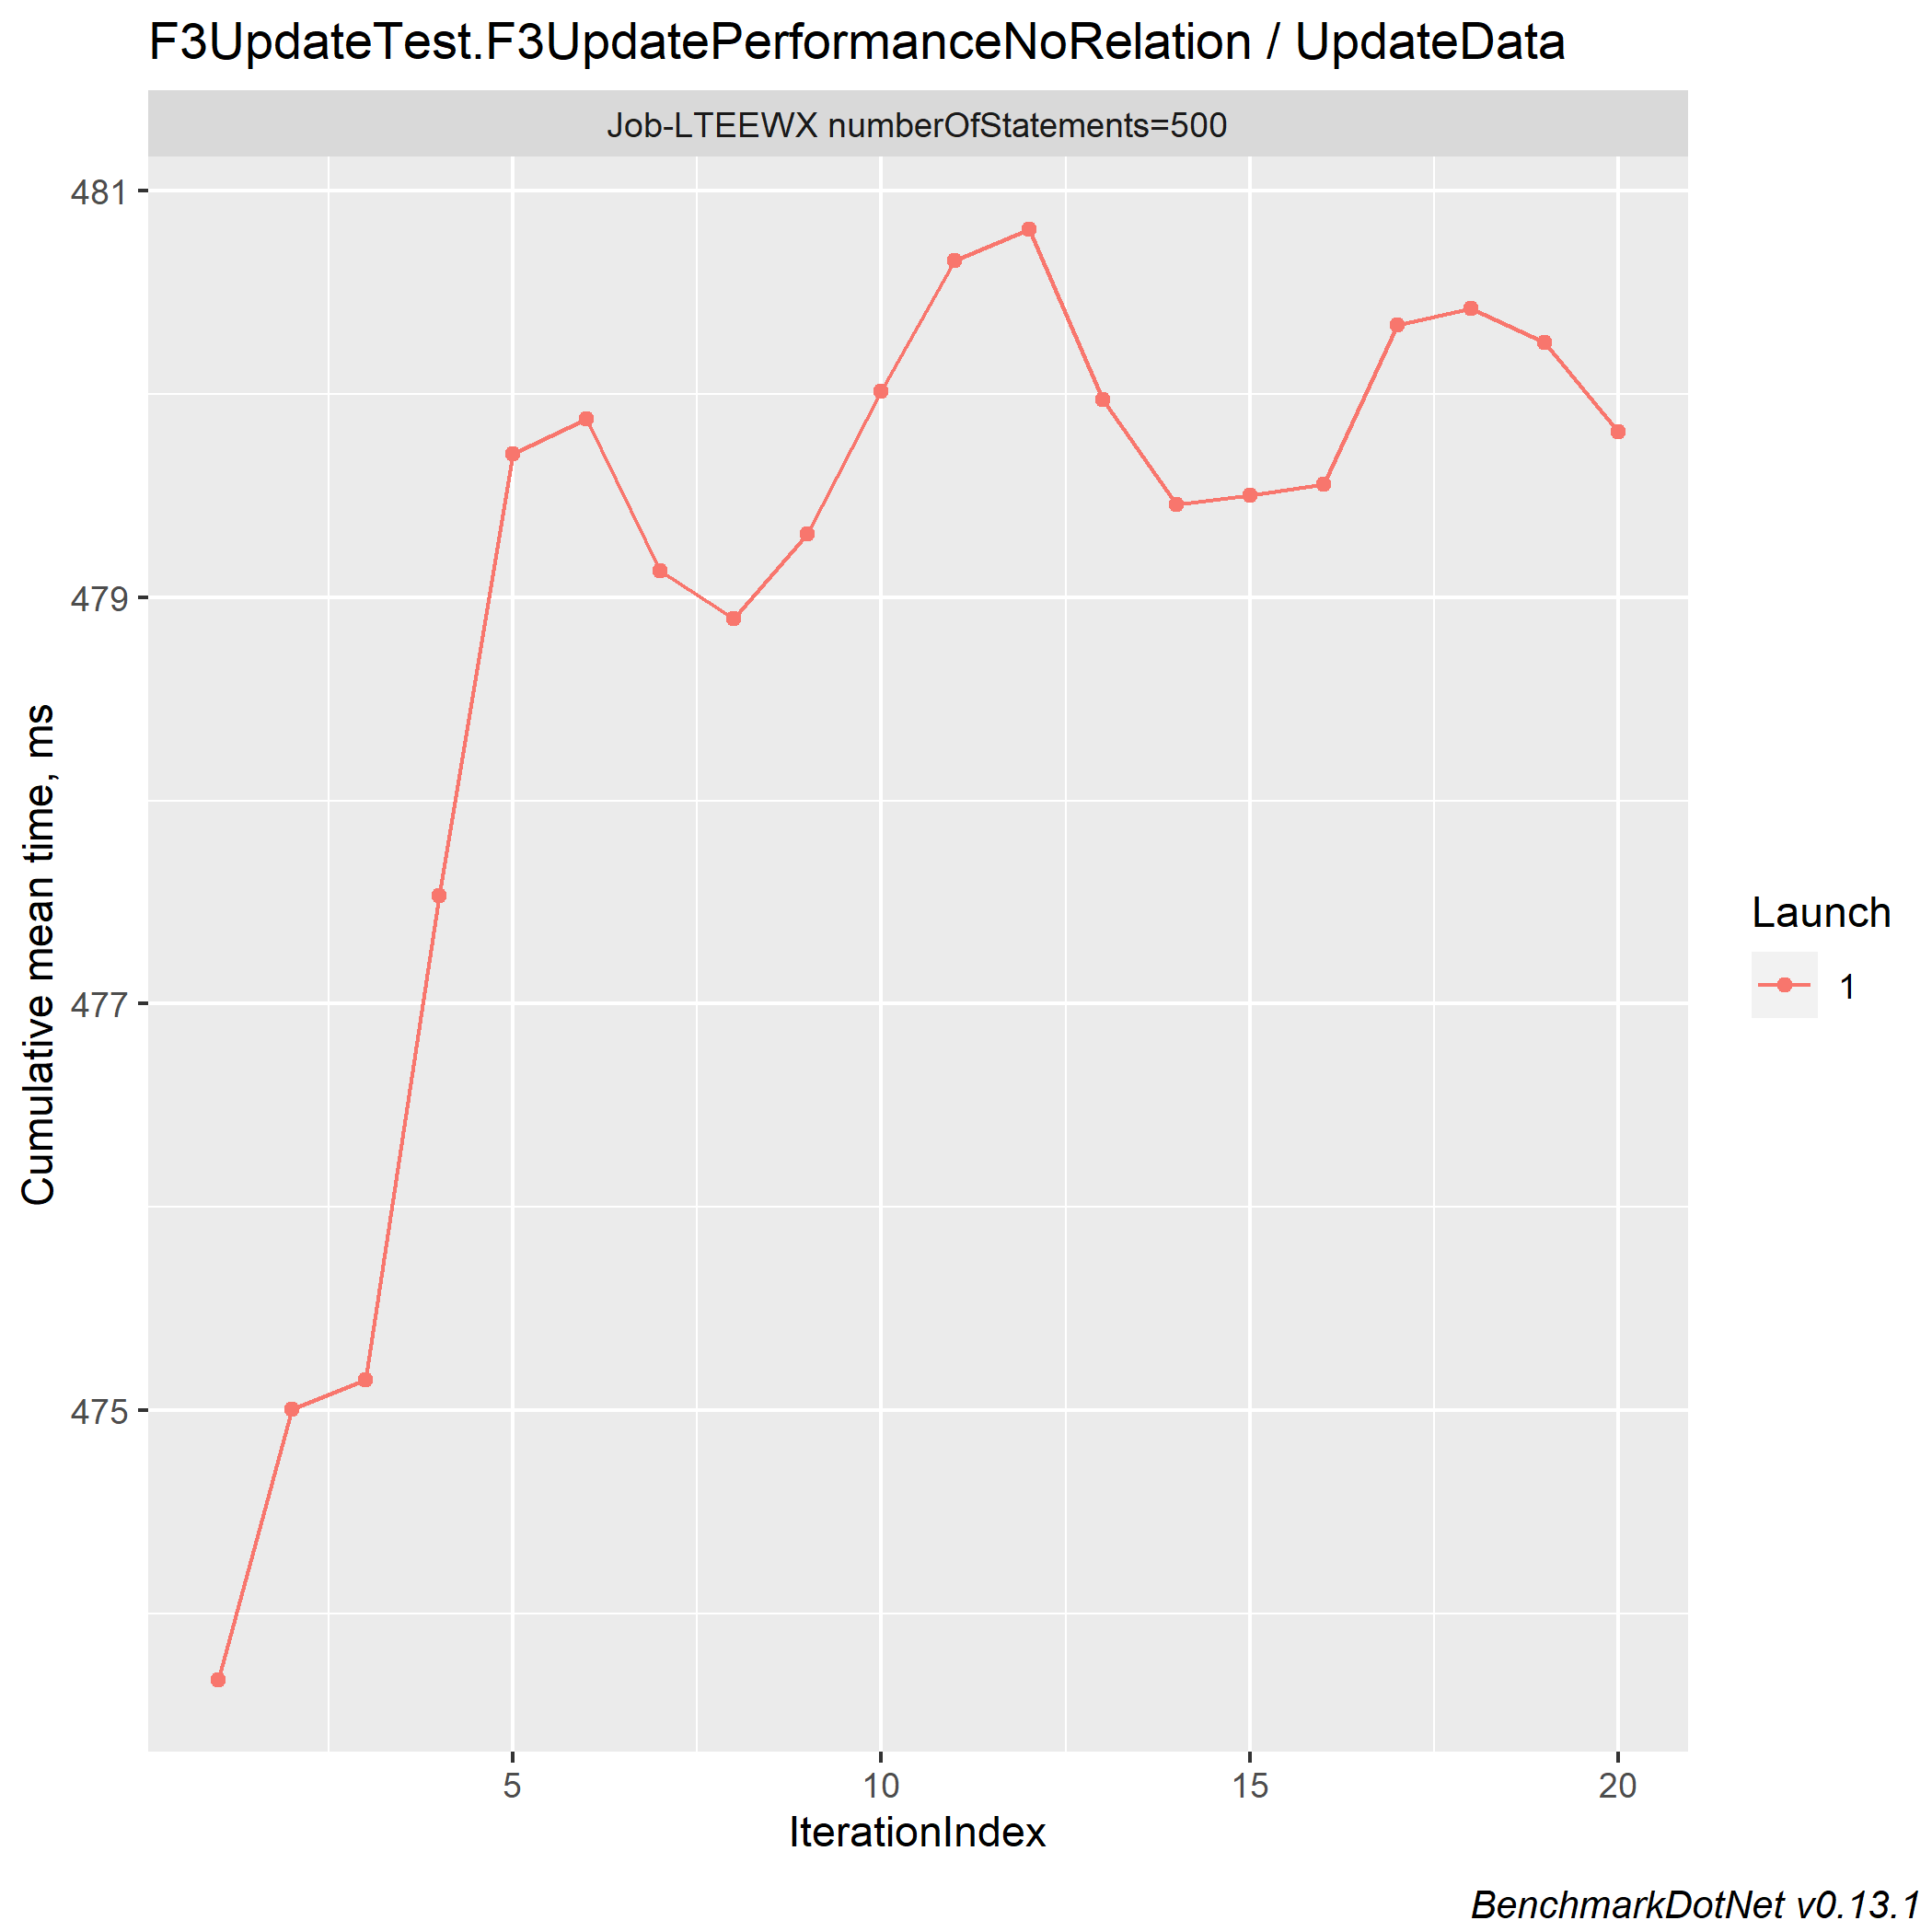 F3UpdateTest.F3UpdatePerformanceNoRelation / UpdateData
Job-LTEEWX numberOfStatements=500
481
479
477
475
Cumulative mean time, ms
5 10 15 20
IterationIndex
Launch
1
BenchmarkDotNet v0.13.1